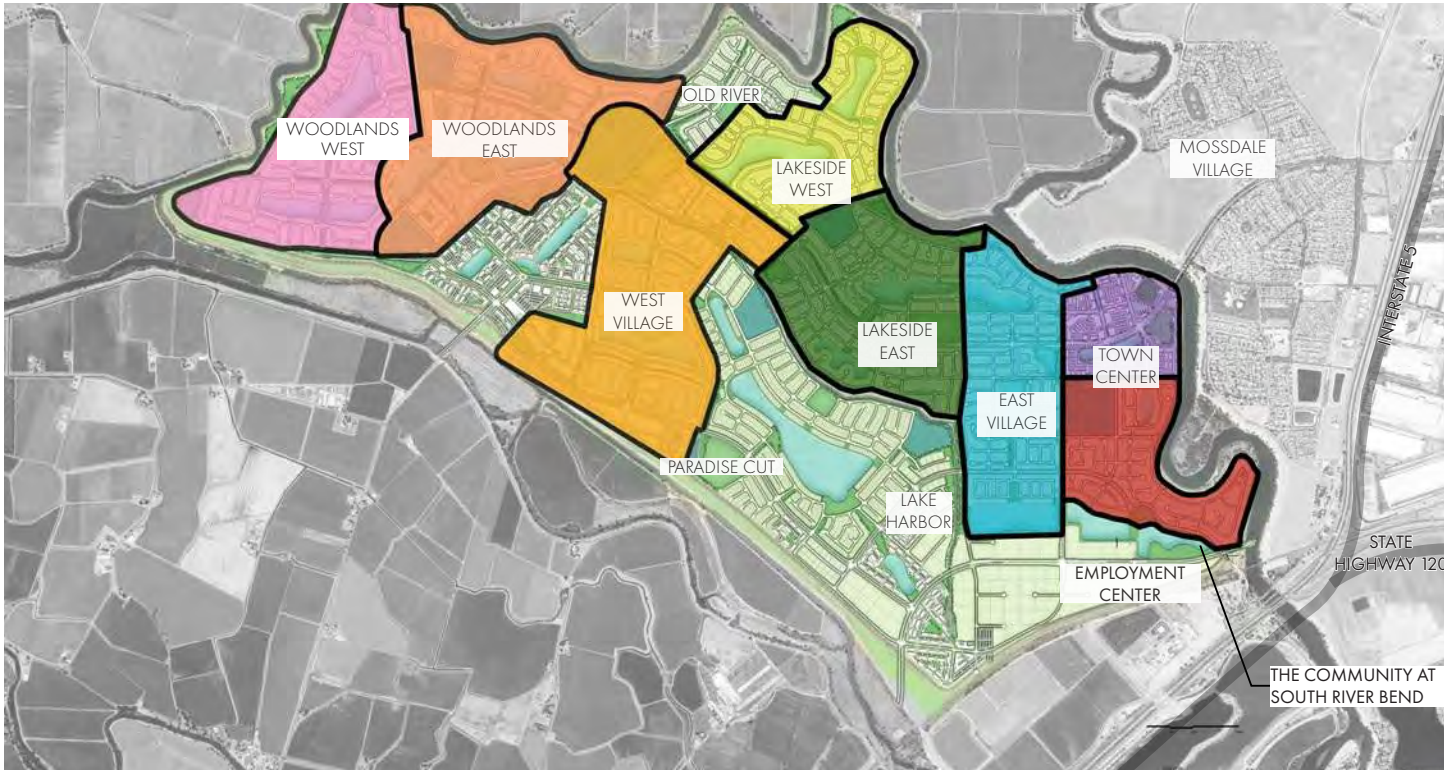 OLD RIVER
WOODLANDS
WEST
WOODLANDS
EAST
MOSSDALE
VILLAGE
LAKESIDE
WEST
INTERSTATE 5
WEST
VILLAGE
LAKESIDE
EAST
TOWN
CENTER
EAST
VILLAGE
PARADISE CUT
LAKE
HARBOR
STATE
HIGHWAY 120
EMPLOYMENT
CENTER
THE COMMUNITY AT
SOUTH RIVER BEND